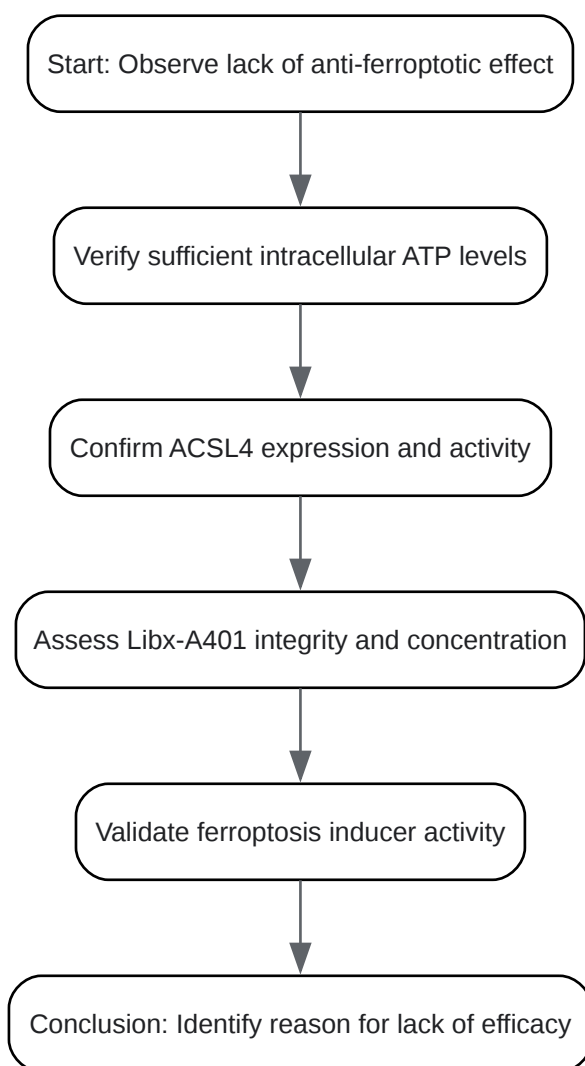 Start: Observe lack of anti-ferroptotic effect
Verify sufficient intracellular ATP levels
Confirm ACSL4 expression and activity
Assess Libx-A401 integrity and concentration
Validate ferroptosis inducer activity
Conclusion: Identify reason for lack of efficacy